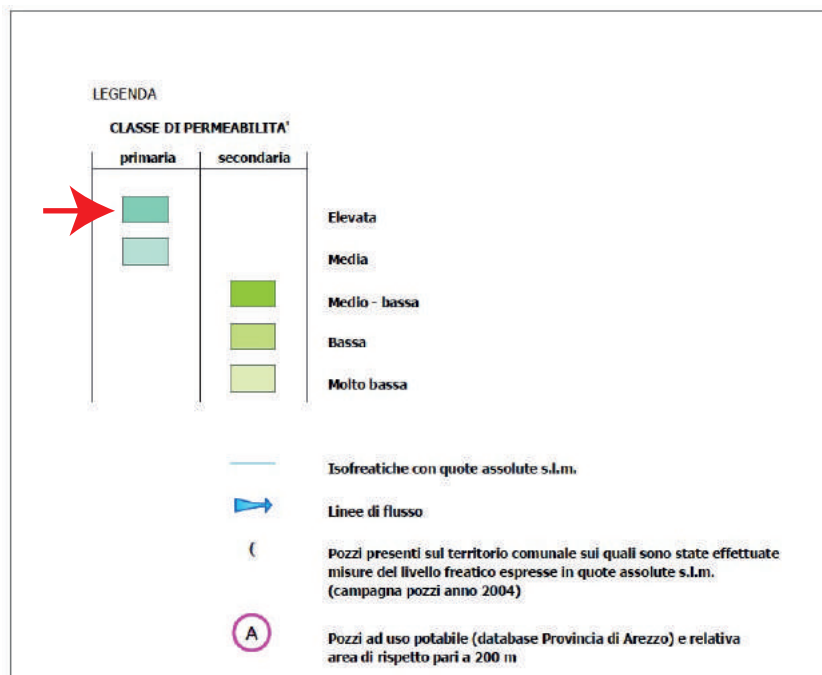 LEGENDA
CLASSE DI PERMEABILITA'
primaria secondaria
Elevata
Media
Medio - bassa
Bassa
Molto bassa
Isofreatiche con quote assolute s.l.m.
Linee di flusso
( Pozzi presenti sul territorio comunale sui quali sono state effettuate
misure del livello freatico espresse in quote assolute s.l.m.
(campagna pozzi anno 2004)
A Pozzi ad uso potabile (database Provincia di Arezzo) e relativa
area di rispetto pari a 200 m